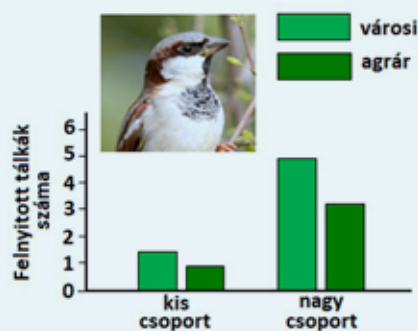 városi
agrár
Felnyitott tálkák
száma
6
5
4
3
2
1
0
kis
csoport
nagy
csoport